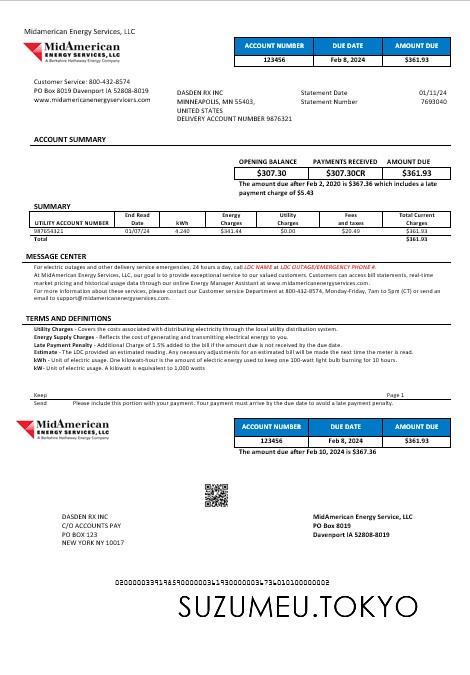 Midamerican Energy Services, LLC
MidAmerican
ENERGY SERVICES, LLC
A Berkshire Hathaway Energy Company
ACCOUNT NUMBER DUE DATE AMOUNT DUE
123456 Feb 8, 2024 $361.93
Customer Service: 800-432-8574
PO Box 8019 Davenport IA 52808-8019
www.midamericanenergyservicers.com
DASDEN RX INC
MINNEAPOLIS, MN 55403,
UNITED STATES
DELIVERY ACCOUNT NUMBER 9876321
Statement Date 01/11/24
Statement Number 7693040
ACCOUNT SUMMARY
OPENING BALANCE PAYMENTS RECEIVED AMOUNT DUE
$307.30 $307.30CR $361.93
The amount due after Feb 2, 2020 is $367.36 which includes a late
payment charge of $5.43
SUMMARY
UTILITY ACCOUNT NUMBER End Read Date kWh Energy Charges Utility Charges Fees and taxes Total Current Charges
987654321 01/07/24 4.240 $341.44 $0.00 $20.49 $361.93
Total $361.93
MESSAGE CENTER
For electric outages and other delivery service emergencies, 24 hours a day, call LDC NAME at LDC OUTAGE/EMERGENCY PHONE #.
At MidAmerican Energy Services, LLC, our goal is to provide exceptional service to our valued customers. Customers can access bill statements, real-time
market pricing and historical usage data through our online Energy Manager Assistant at www.midamericanenergyservices.com.
For more information about these services, please contact our Customer service Department at 800-432-8574, Monday-Friday, 7am to 5pm (CT) or send an
email to support@midamericanenergyservices.com.
TERMS AND DEFINITIONS
Utility Charges - Covers the costs associated with distributing electricity through the local utility distribution system.
Energy Supply Charges - Reflects the cost of generating and transmitting electrical energy to you.
Late Payment Penalty - Additional Charge of 1.5% added to the bill if the amount due is not received by the due date.
Estimate - The LDC provided an estimated reading. Any necessary adjustments for an estimated bill will be made the next time the meter is read.
kWh - Unit of electric usage. One kilowatt-hour is the amount of energy used to keep one 100-watt light bulb burning for 10 hours.
kW - Unit of electric usage. A kilowatt is equivalent to 1,000 watts
Keep Page 1
Send Please include this portion with your payment. Your payment must arrive by the due date to avoid a late payment penalty.
MidAmerican
ENERGY SERVICES, LLC
A Berkshire Hathaway Energy Company
ACCOUNT NUMBER DUE DATE AMOUNT DUE
123456 Feb 8, 2024 $361.93
The amount due after Feb 10, 2024 is $367.36
DASDEN RX INC
C/O ACCOUNTS PAY
PO BOX 123
NEW YORK NY 10017
MidAmerican Energy Service, LLC
PO Box 8019
Davenport IA 52808-8019
SUZUMEU.TOKYO